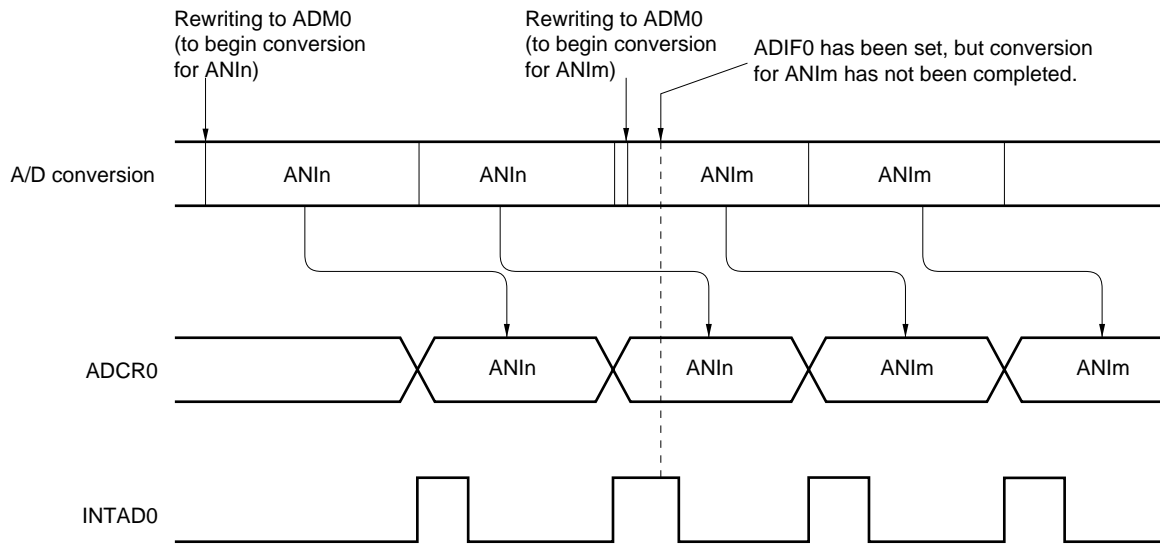 Rewriting to ADM0
(to begin conversion
for ANIn)
Rewriting to ADM0
(to begin conversion
for ANIm)
ADIF0 has been set, but conversion
for ANIm has not been completed.
A/D conversion
ANIn
ANIn
ANIm
ANIm
ADCR0
ANIn
ANIn
ANIm
ANIm
INTAD0